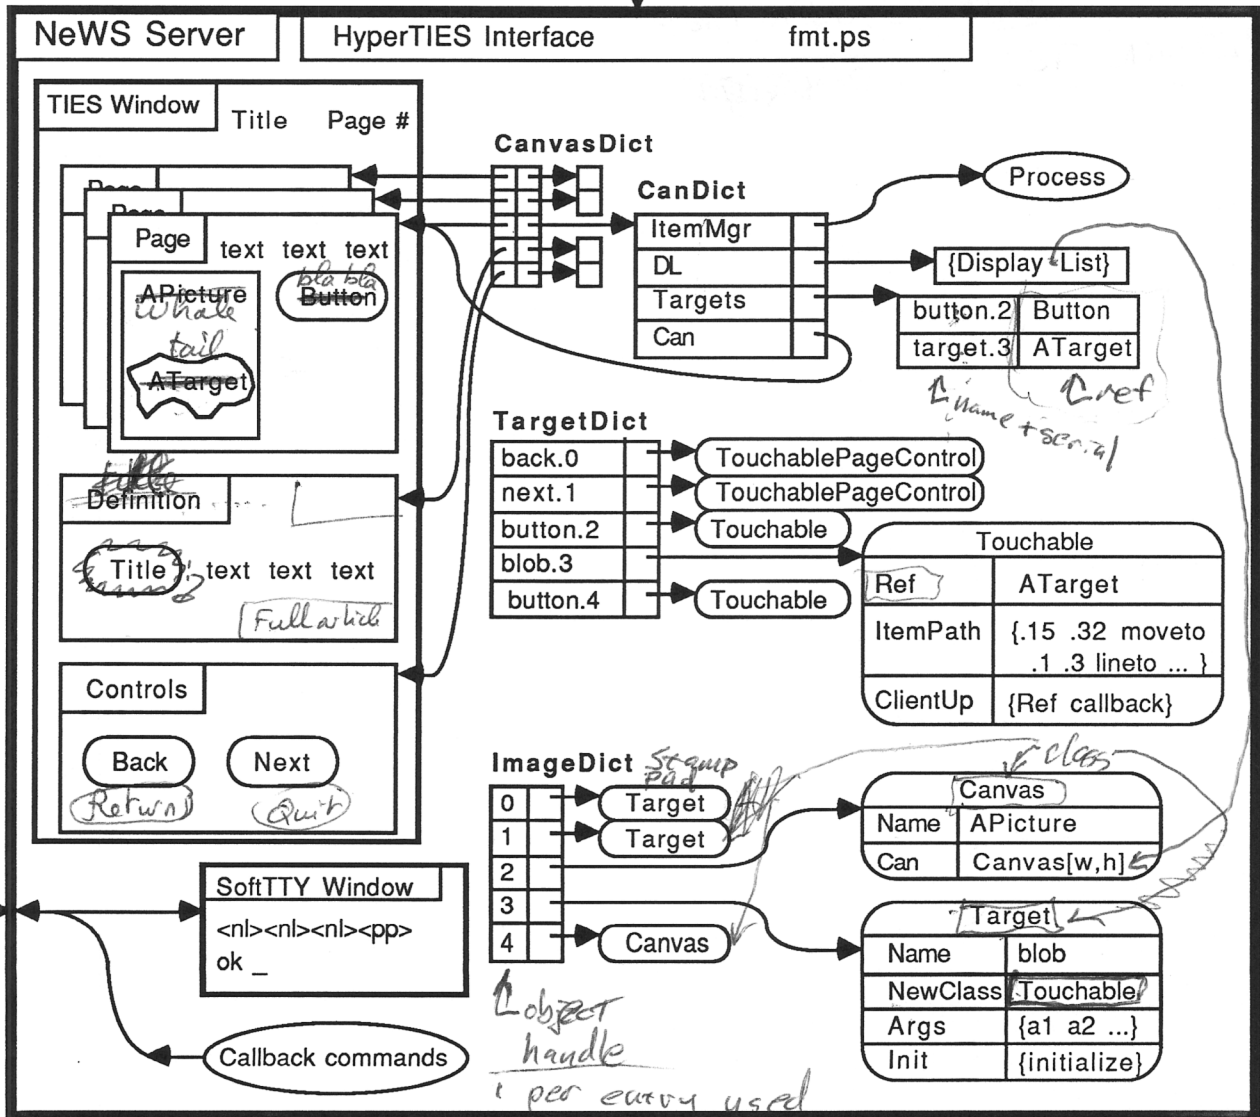 NeWS Server
HyperTIES Interface fmt.ps
TIES Window
Title Page #
Page
Page
Page
text text text
APicture
Whale
tail
ATarget
bla bla
Button
title
Definition
Title text text text
Full article
Controls
Back Next
Return Quit
SoftTTY Window
<nl><nl><nl><pp>
ok _
Callback commands
CanvasDict
CanDict
ItemMgr
DL
Targets
Can
Process
{Display List}
button.2 Button
target.3 ATarget
name + serial
ref
TargetDict
back.0 TouchablePageControl
next.1 TouchablePageControl
button.2 Touchable
blob.3
button.4 Touchable
Touchable
Ref ATarget
ItemPath {.15 .32 moveto
.1 .3 lineto ... }
ClientUp {Ref callback}
ImageDict
Stamp
pad
0 Target
1 Target
2
3
4 Canvas
object
handle
1 per entry used
class
Canvas
Name APicture
Can Canvas[w,h]
Target
Name blob
NewClass Touchable
Args {a1 a2 ...}
Init {initialize}